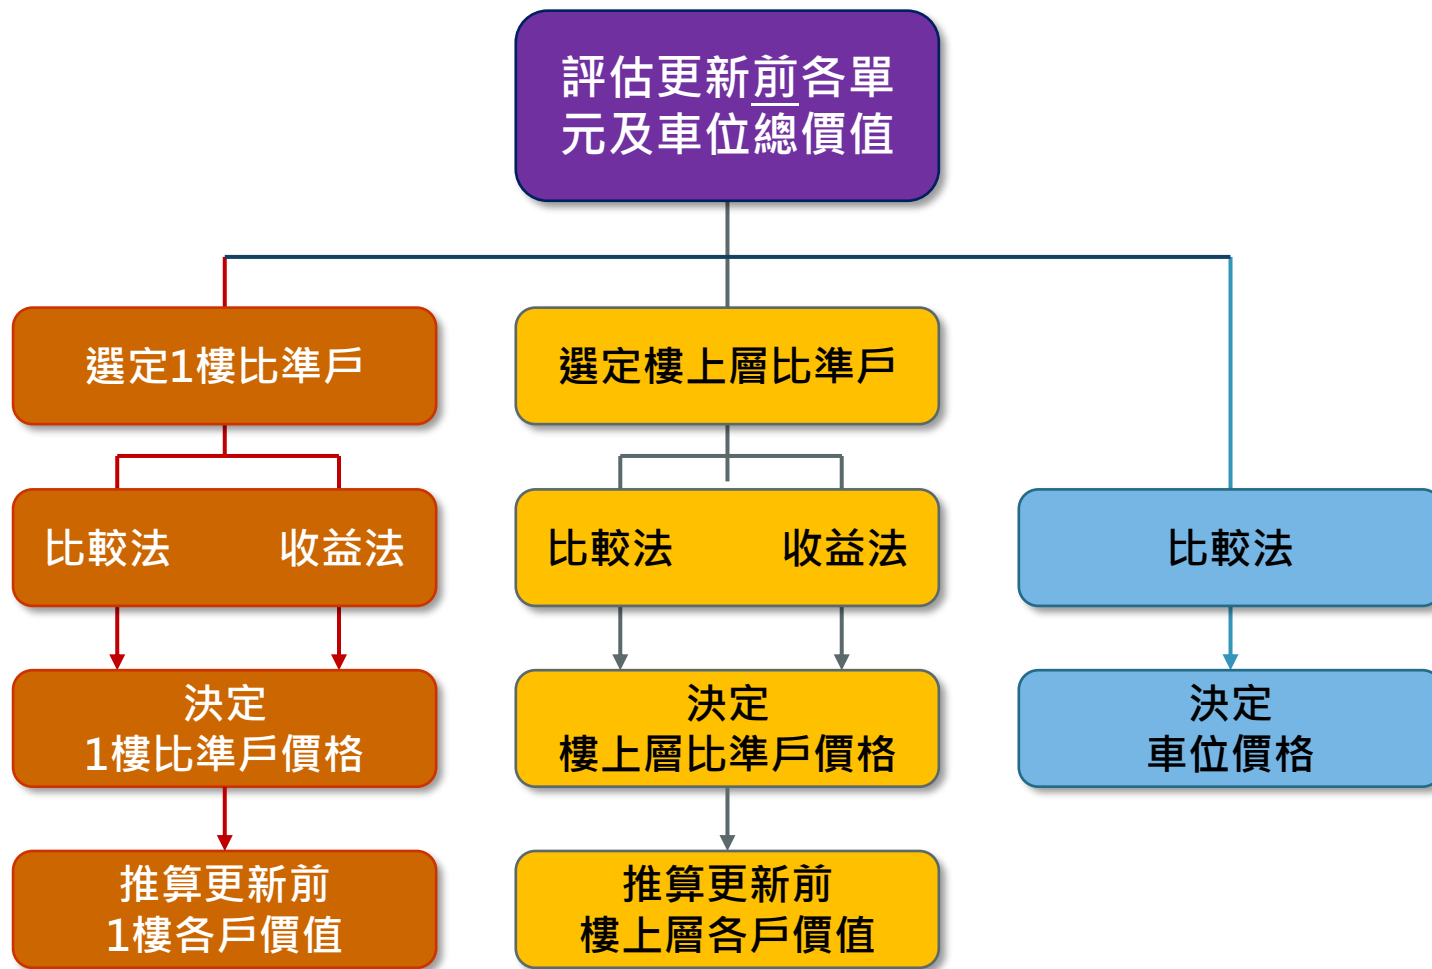 評估更新前各單
元及車位總價值
選定1樓比準戶
選定樓上層比準戶
比較法 收益法
比較法 收益法
比較法
決定
1樓比準戶價格
決定
樓上層比準戶價格
決定
車位價格
推算更新前
1樓各戶價值
推算更新前
樓上層各戶價值